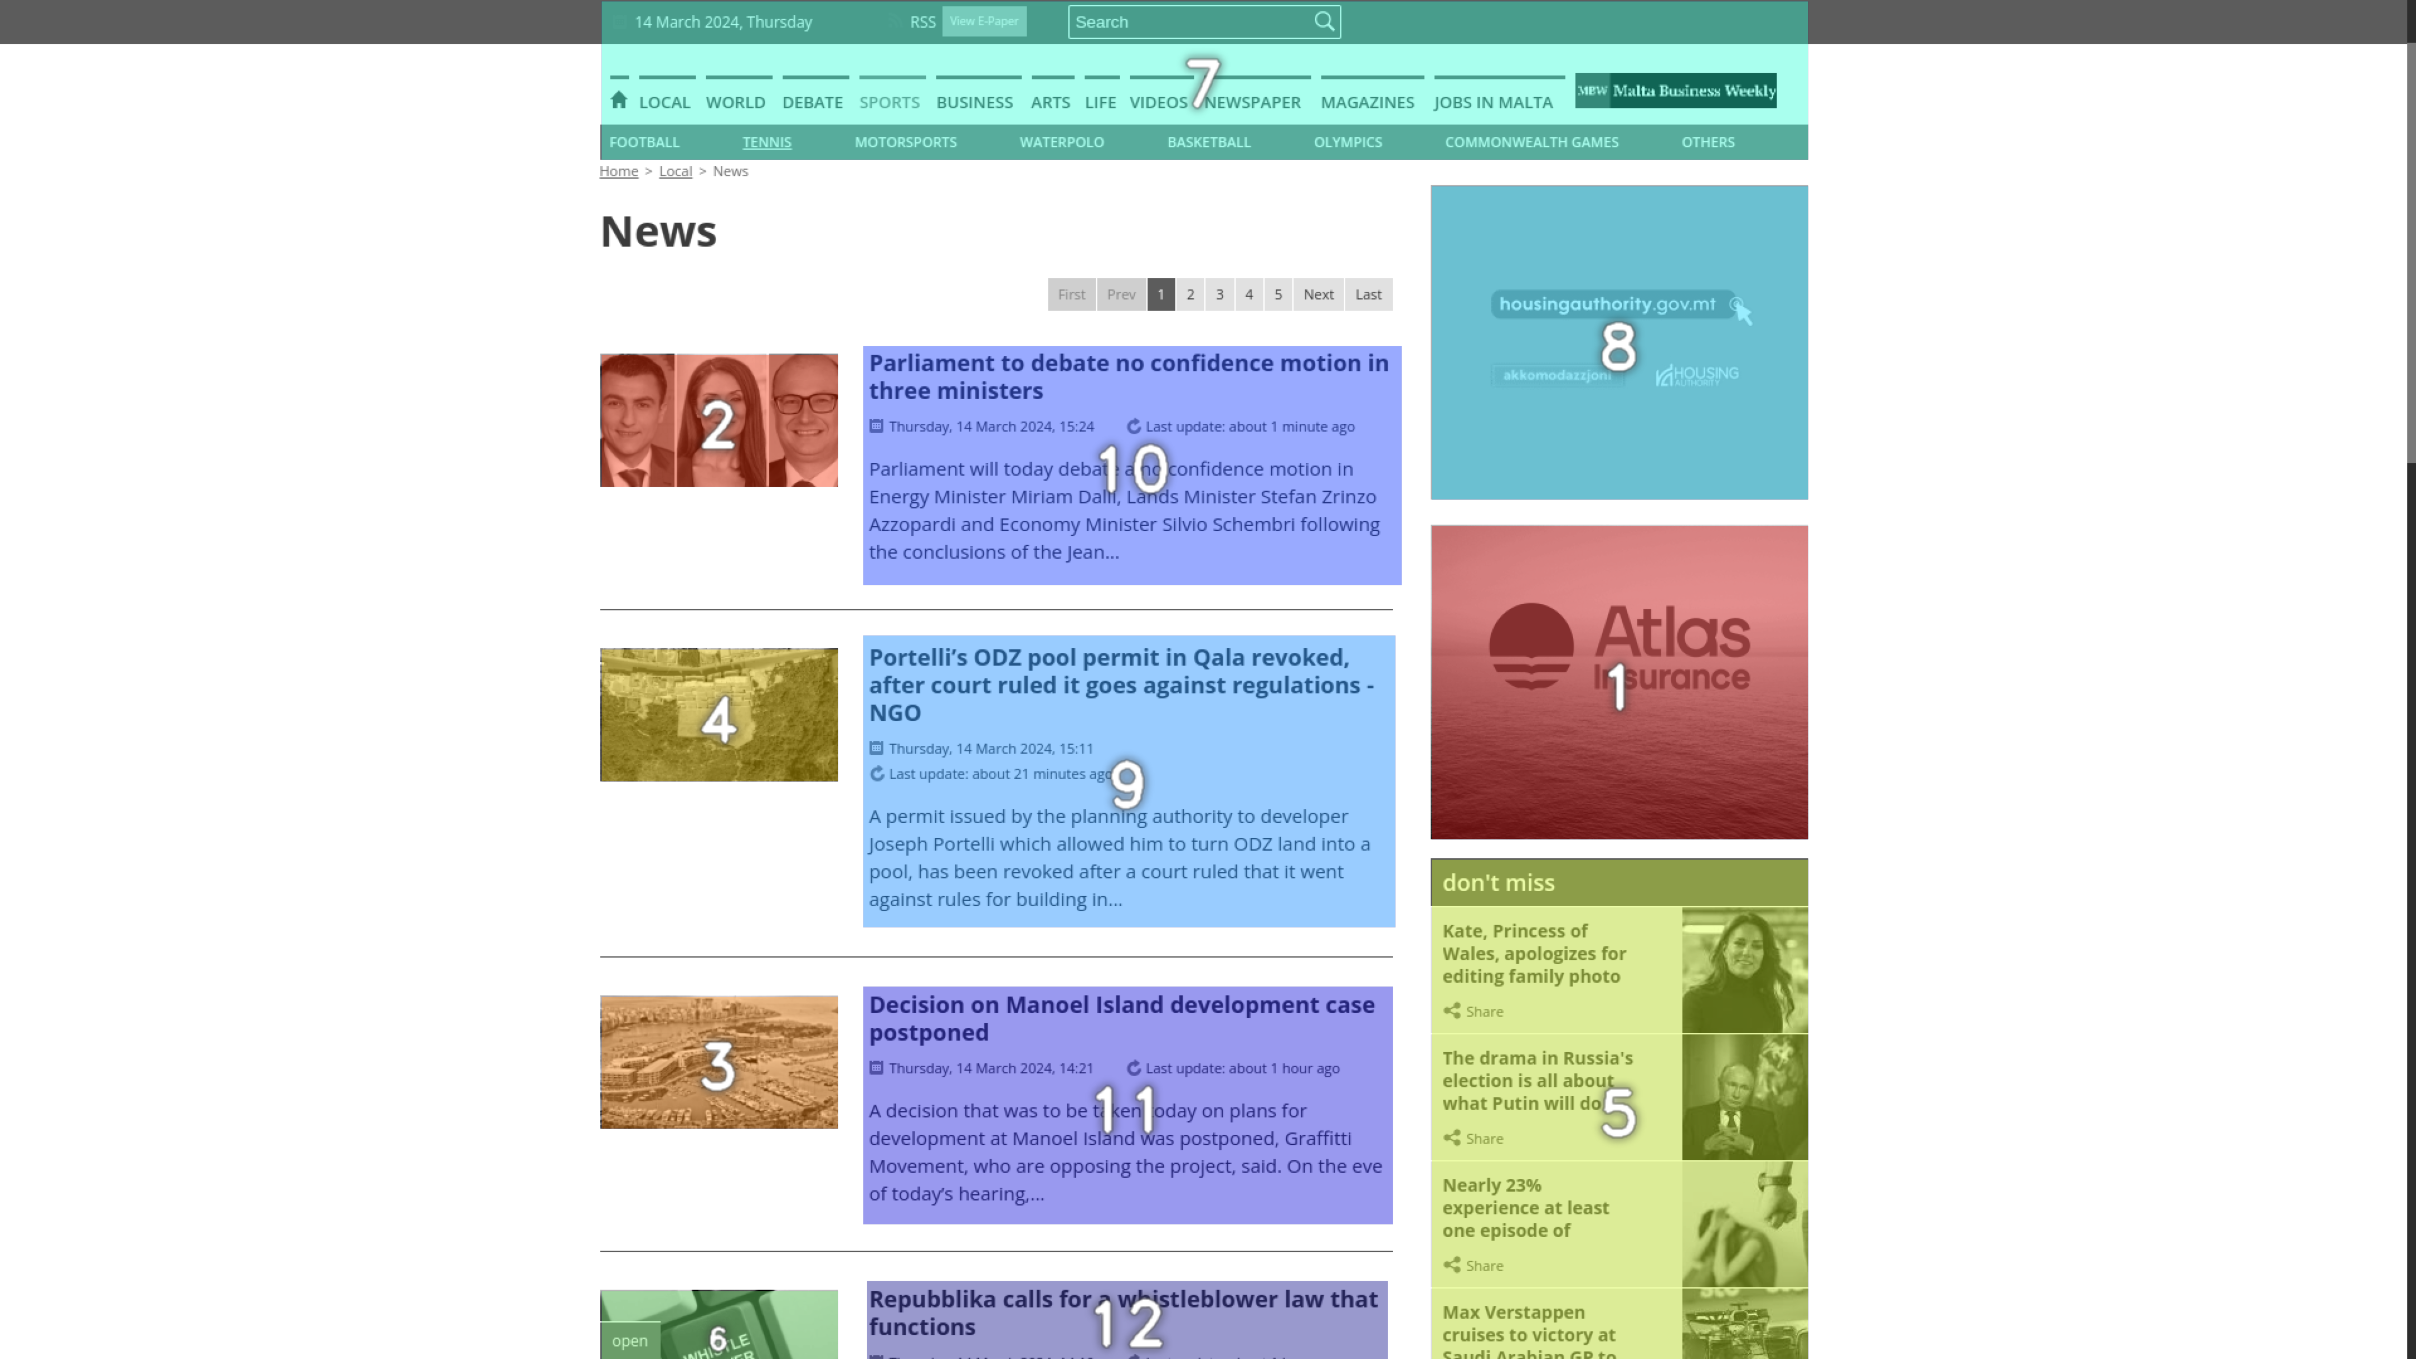 14 March 2024, Thursday
RSS
View E-Paper
Search
LOCAL WORLD DEBATE SPORTS BUSINESS ARTS LIFE VIDEOS NEWSPAPER MAGAZINES JOBS IN MALTA MBW Malta Business Weekly
7
FOOTBALL TENNIS MOTORSPORTS WATERPOLO BASKETBALL OLYMPICS COMMONWEALTH GAMES OTHERS
Home > Local > News
News
First Prev 1 2 3 4 5 Next Last
2
Parliament to debate no confidence motion in
three ministers
Thursday, 14 March 2024, 15:24 Last update: about 1 minute ago
10
Parliament will today debate a no confidence motion in
Energy Minister Miriam Dalli, Lands Minister Stefan Zrinzo
Azzopardi and Economy Minister Silvio Schembri following
the conclusions of the Jean...
4
Portelli's ODZ pool permit in Qala revoked,
after court ruled it goes against regulations -
NGO
Thursday, 14 March 2024, 15:11
Last update: about 21 minutes ago
9
A permit issued by the planning authority to developer
Joseph Portelli which allowed him to turn ODZ land into a
pool, has been revoked after a court ruled that it went
against rules for building in...
3
Decision on Manoel Island development case
postponed
Thursday, 14 March 2024, 14:21 Last update: about 1 hour ago
11
A decision that was to be taken today on plans for
development at Manoel Island was postponed, Graffitti
Movement, who are opposing the project, said. On the eve
of today's hearing,...
open
6
Repubblika calls for a whistleblower law that
functions
12
housingauthority.gov.mt
8
akkomodazzjoni
HOUSING
AUTHORITY
Atlas
Insurance
1
don't miss
Kate, Princess of
Wales, apologizes for
editing family photo
Share
The drama in Russia's
election is all about
what Putin will do
5
Share
Nearly 23%
experience at least
one episode of
Share
Max Verstappen
cruises to victory at
Saudi Arabian GP to